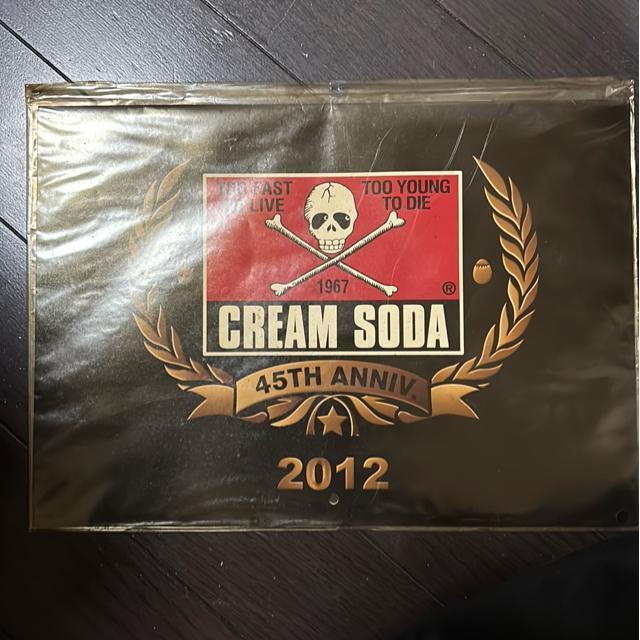 TOO FAST TO LIVE
TOO YOUNG TO DIE
1967
®
CREAM SODA
45TH ANNIV.
2012